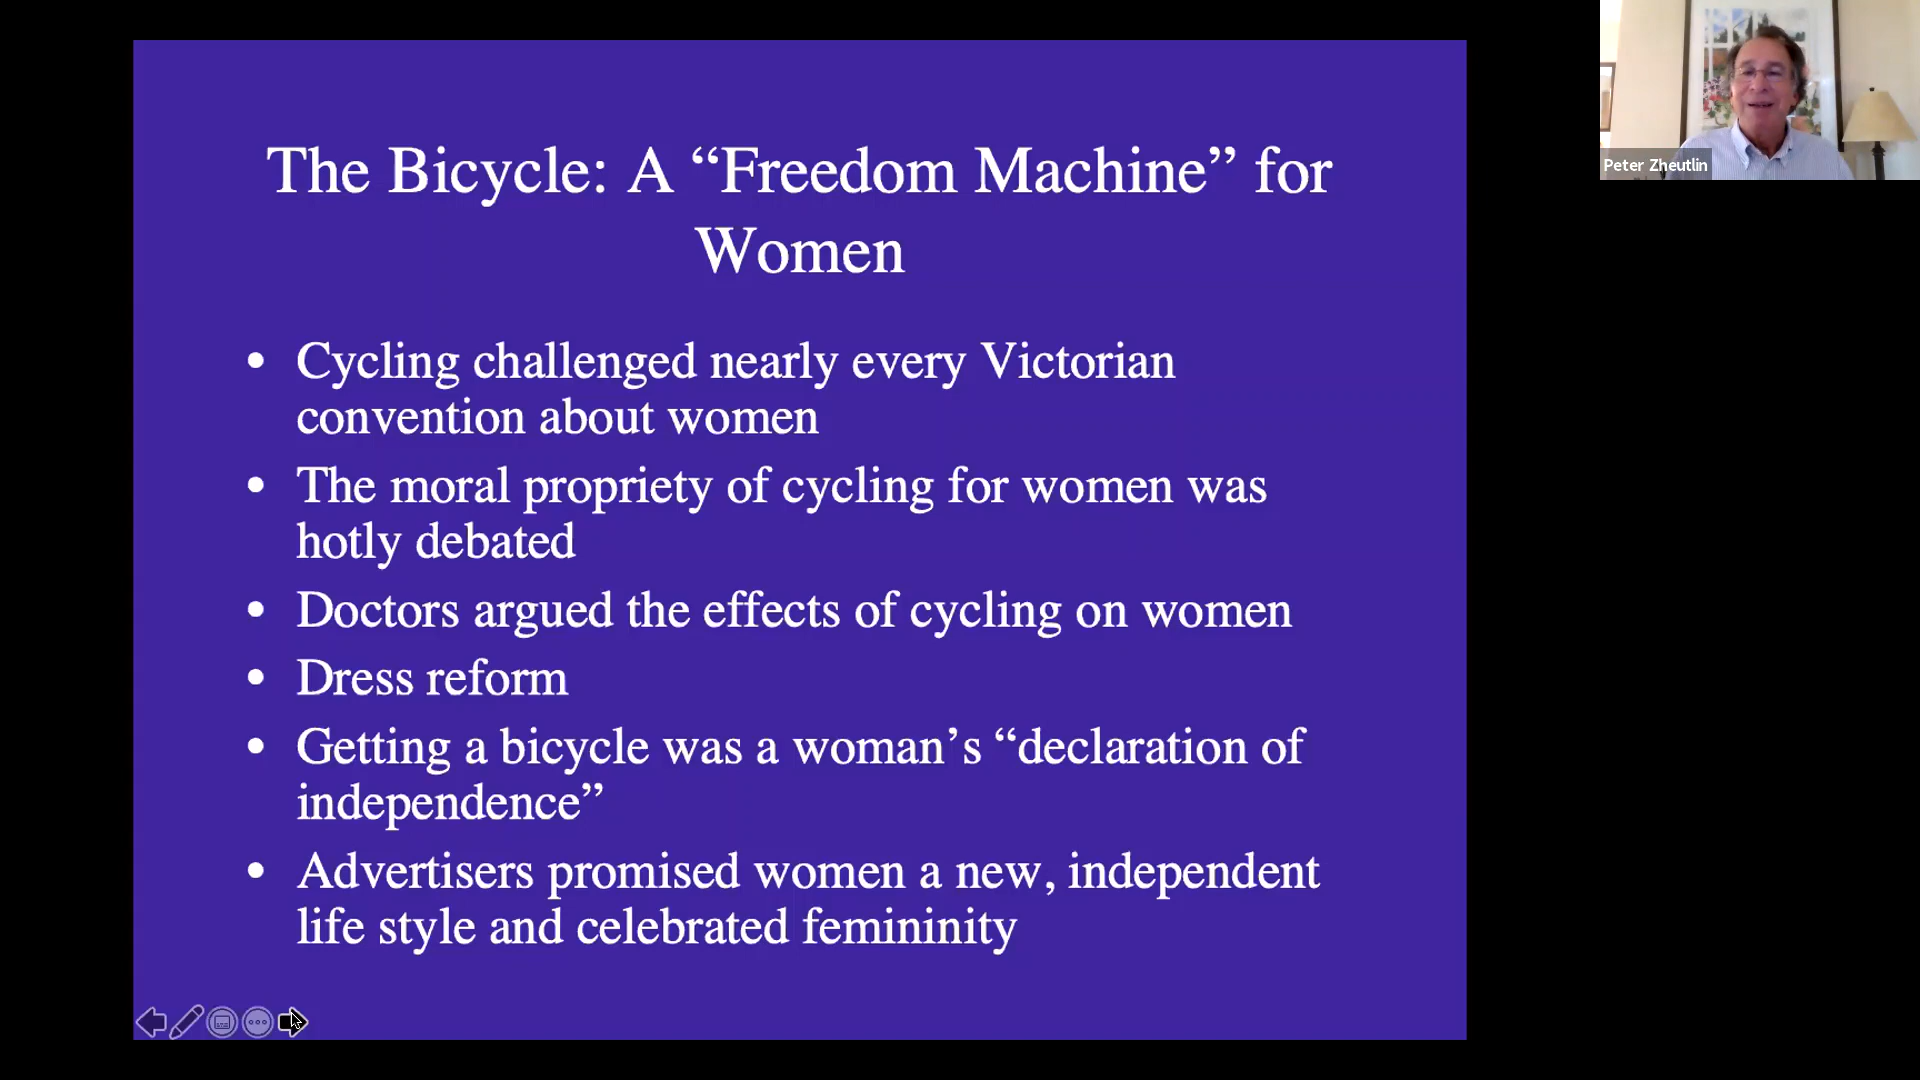 The Bicycle: A “Freedom Machine” for
Women
• Cycling challenged nearly every Victorian
convention about women
• The moral propriety of cycling for women was
hotly debated
• Doctors argued the effects of cycling on women
• Dress reform
• Getting a bicycle was a woman’s “declaration of
independence”
• Advertisers promised women a new, independent
life style and celebrated femininity
Peter Zheutlin